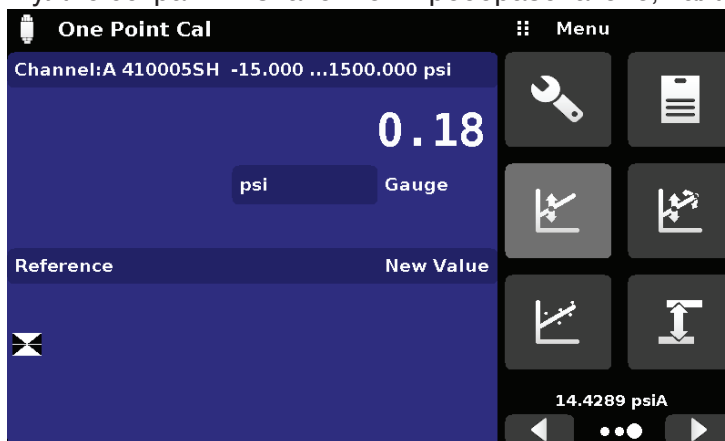 One Point Cal
Menu
Channel:A 410005SH -15.000 ...1500.000 psi
0.18
psi
Gauge
Reference
New Value
14.4289 psiA